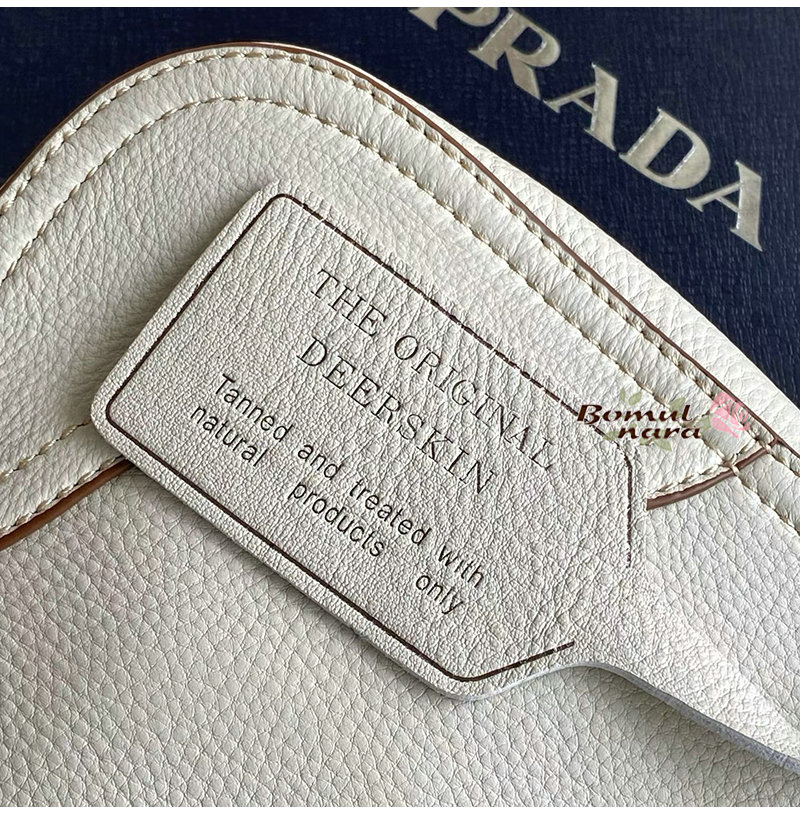 PRADA
THE ORIGINAL
DEERSKIN
Tanned and treated with
natural products only
Bomul
nara